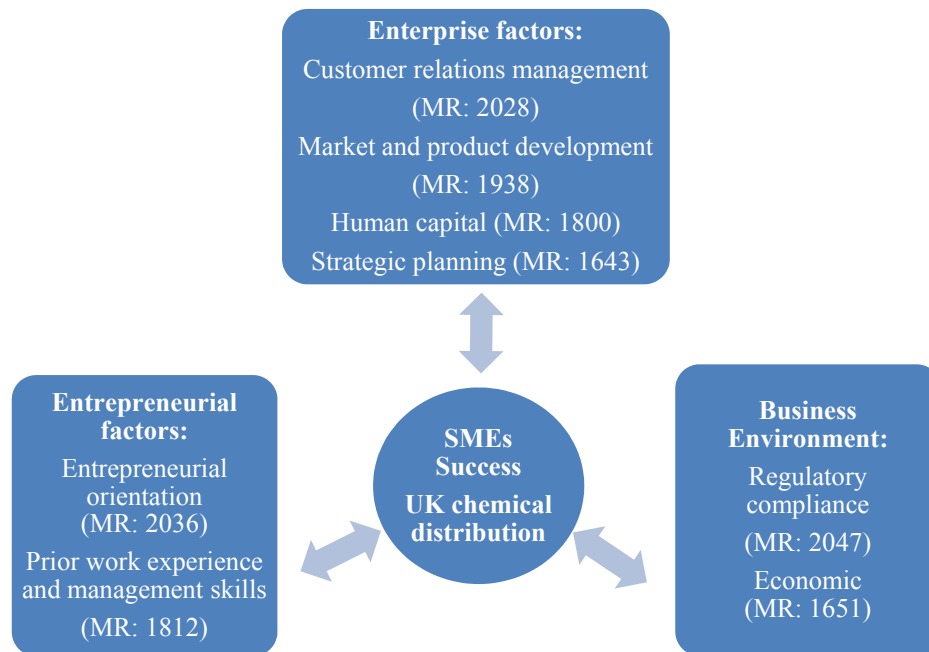 Enterprise factors:
Customer relations management
(MR: 2028)
Market and product development
(MR: 1938)
Human capital (MR: 1800)
Strategic planning (MR: 1643)
Entrepreneurial
factors:
Entrepreneurial
orientation
(MR: 2036)
Prior work experience
and management skills
(MR: 1812)
SMEs
Success
UK chemical
distribution
Business
Environment:
Regulatory
compliance
(MR: 2047)
Economic
(MR: 1651)